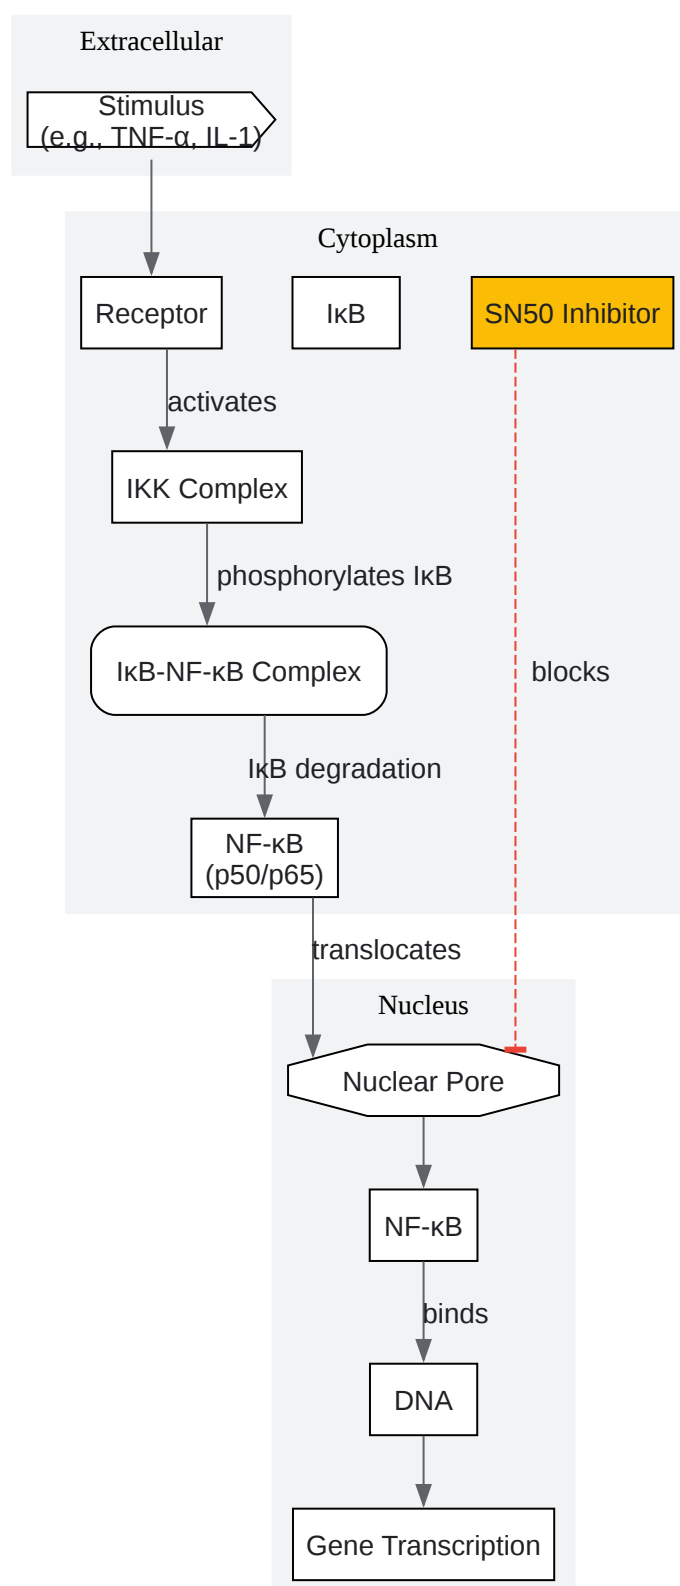 Extracellular
Stimulus
(e.g., TNF-α, IL-1)
Cytoplasm
Receptor
IκB
SN50 Inhibitor
activates
IKK Complex
phosphorylates IκB
IκB-NF-κB Complex
blocks
IκB degradation
NF-κB
(p50/p65)
translocates
Nucleus
Nuclear Pore
NF-κB
binds
DNA
Gene Transcription